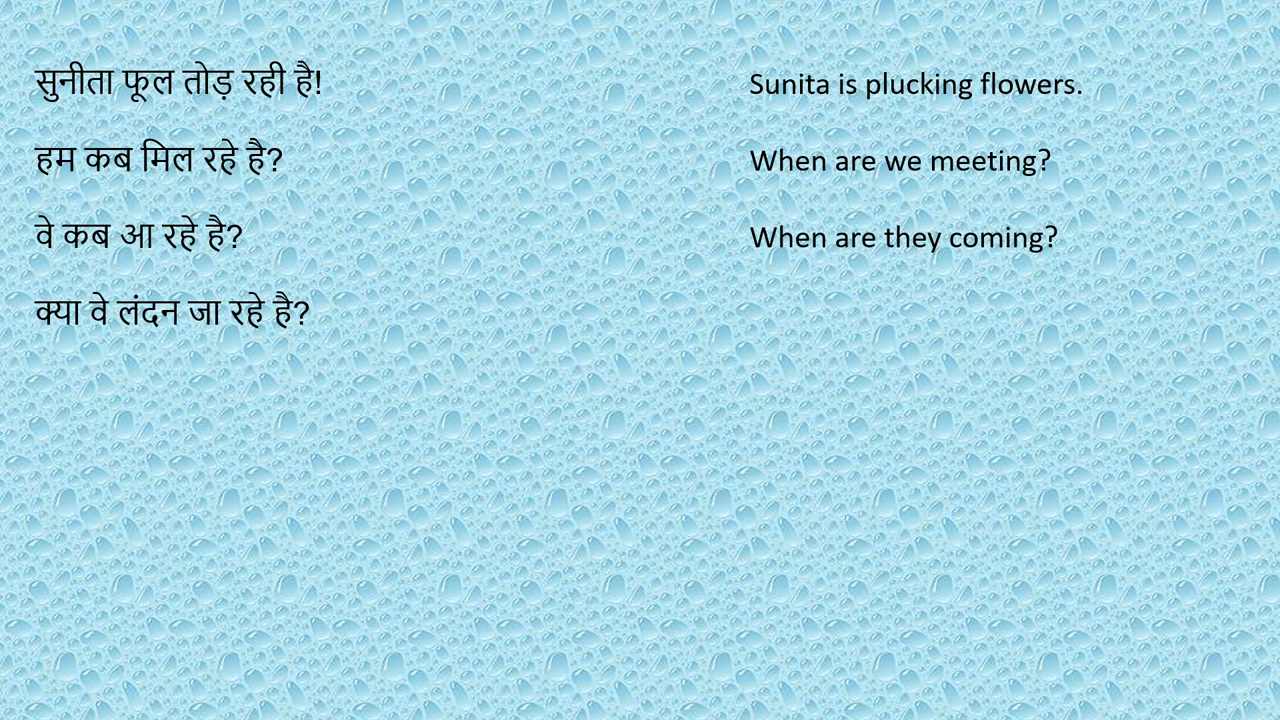 सुनीता फूल तोड़ रही है!
Sunita is plucking flowers.
हम कब मिल रहे है?
When are we meeting?
वे कब आ रहे है?
When are they coming?
क्या वे लंदन जा रहे है?